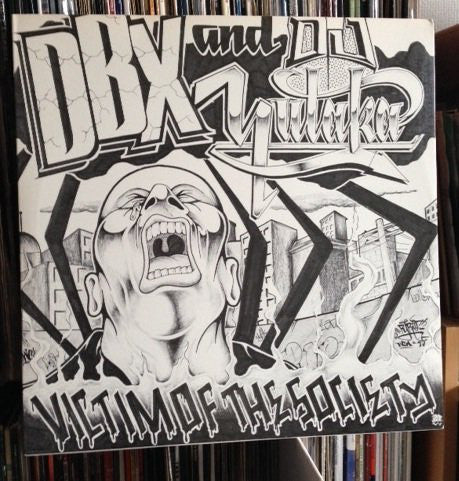 DBX and DJ
Yutaka
VICTIM OF THE SOCIETY